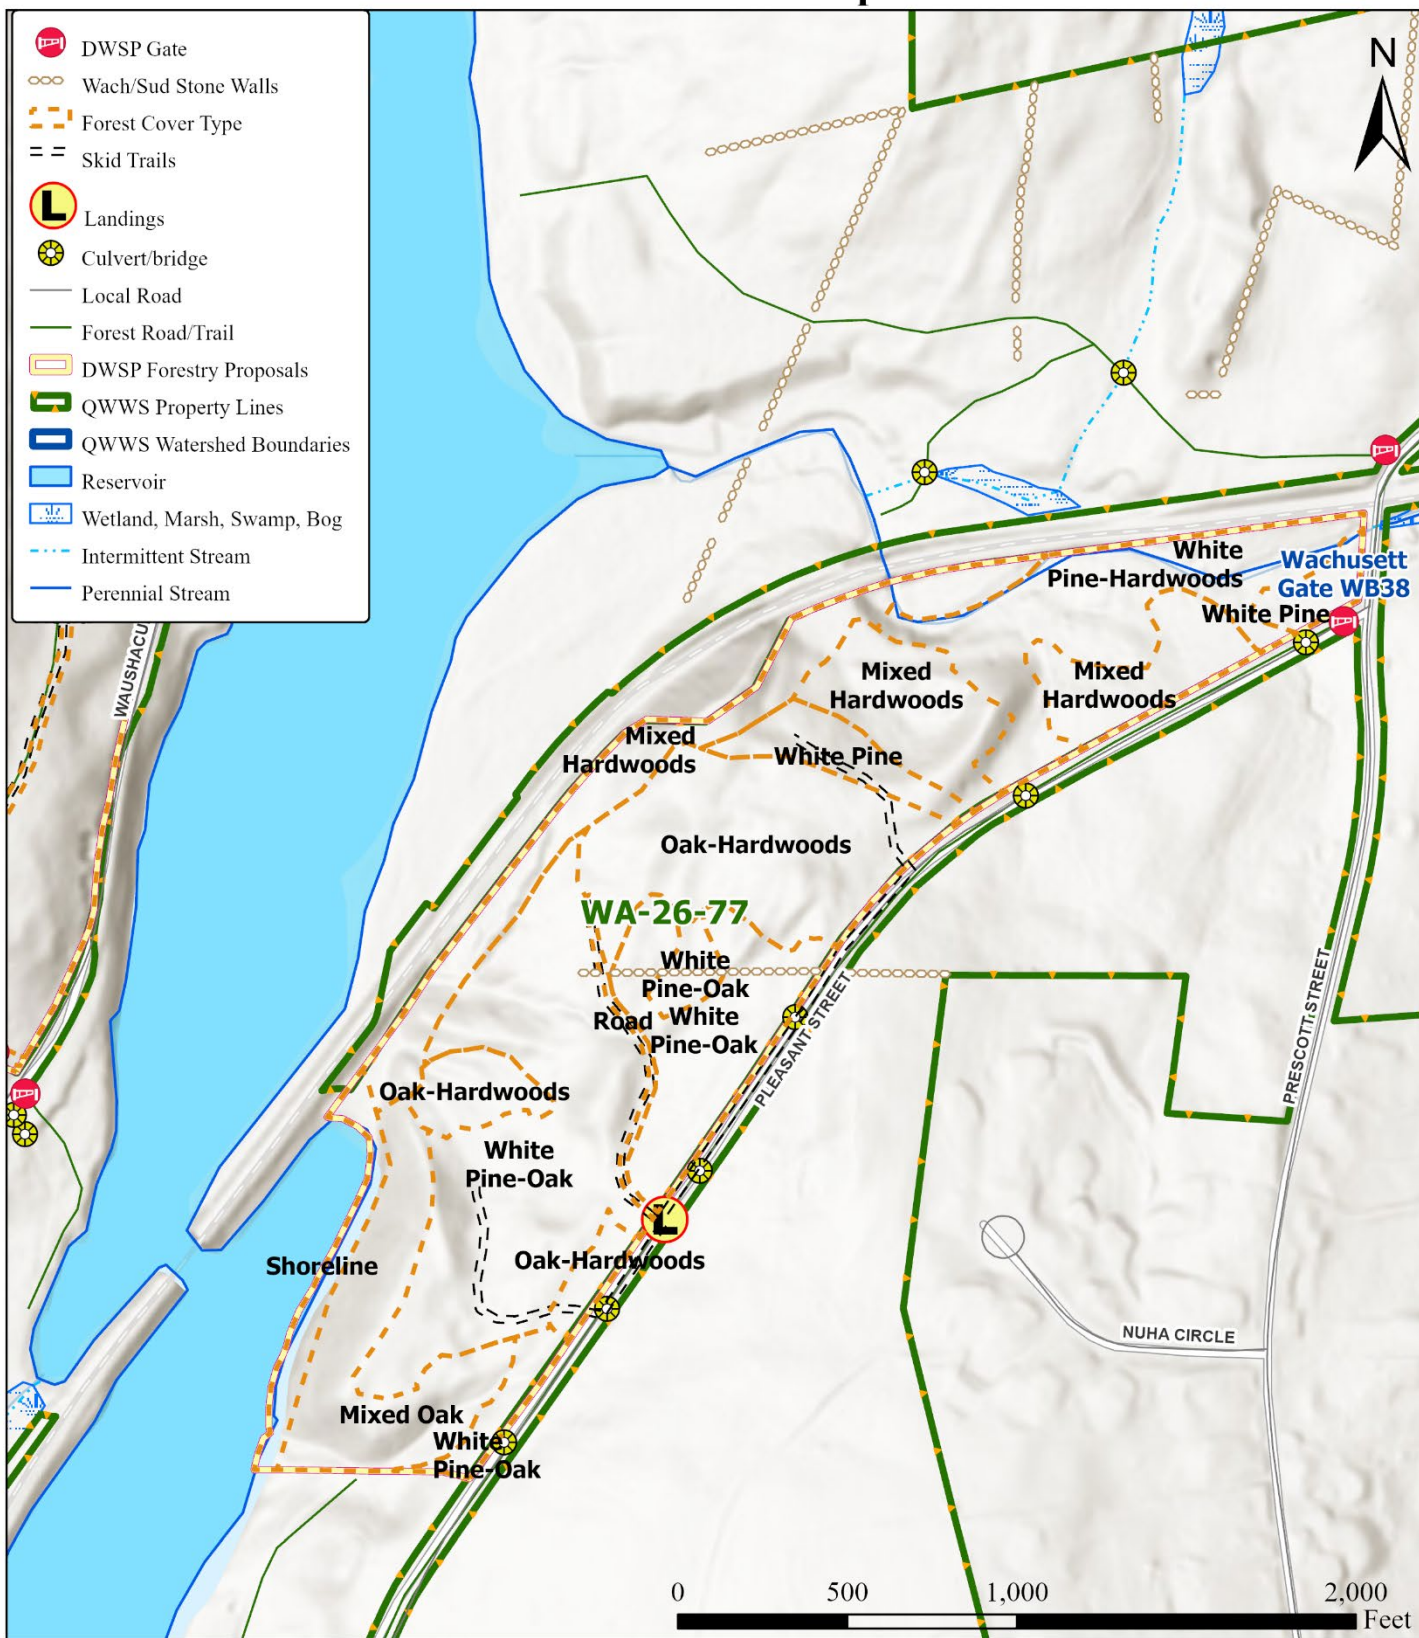 N
DWSP Gate
Wach/Sud Stone Walls
Forest Cover Type
Skid Trails
L
Landings
Culvert/bridge
Local Road
Forest Road/Trail
DWSP Forestry Proposals
QWWS Property Lines
QWWS Watershed Boundaries
Reservoir
Wetland, Marsh, Swamp, Bog
Intermittent Stream
Perennial Stream
White
Pine-Hardwoods
Wachusett
Gate WB38
White Pine
Mixed
Hardwoods
Mixed
Hardwoods
Mixed
Hardwoods
White Pine
Oak-Hardwoods
WA-26-77
White
Pine-Oak
White
Pine-Oak
Road
PLEASANT STREET
PRESCOTT STREET
Oak-Hardwoods
White
Pine-Oak
L
Oak-Hardwoods
Shoreline
NUHA CIRCLE
Mixed Oak
White
Pine-Oak
0 500 1,000 2,000
Feet